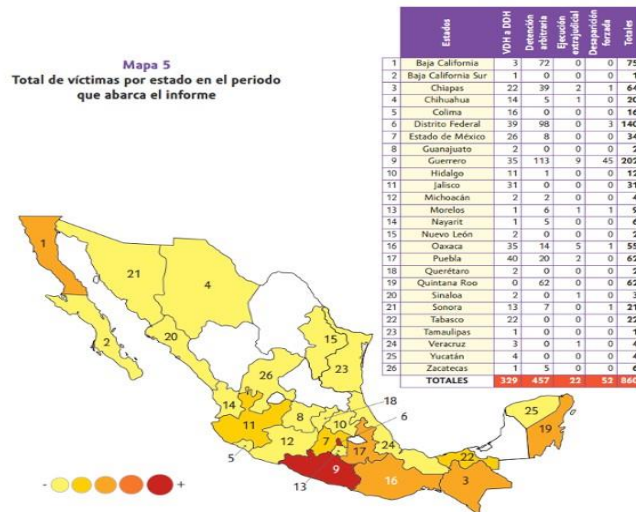 Mapa 5
Total de víctimas por estado en el periodo
que abarca el informe
Estados VDH a DDH Detención arbitraria Ejecución extrajudicial Desaparición forzada Totales
1 Baja California 3 72 0 0 75
2 Baja California Sur 1 0 0 0 1
3 Chiapas 22 39 2 1 64
4 Chihuahua 14 5 1 0 20
5 Colima 16 0 0 0 16
6 Distrito Federal 39 98 0 3 140
7 Estado de México 26 8 0 0 34
8 Guanajuato 2 0 0 0 2
9 Guerrero 35 113 9 45 202
10 Hidalgo 11 1 0 0 12
11 Jalisco 31 0 0 0 31
12 Michoacán 2 2 0 0 4
13 Morelos 1 6 1 1 9
14 Nayarit 1 5 0 0 6
15 Nuevo León 2 0 0 0 2
16 Oaxaca 35 14 5 1 55
17 Puebla 40 20 2 0 62
18 Querétaro 2 0 0 0 2
19 Quintana Roo 0 62 0 0 62
20 Sinaloa 2 0 1 0 3
21 Sonora 13 7 0 1 21
22 Tabasco 22 0 0 0 22
23 Tamaulipas 1 0 0 0 1
24 Veracruz 3 0 1 0 4
25 Yucatán 4 0 0 0 4
26 Zacatecas 1 5 0 0 6
TOTALES 329 457 22 52 860
1
21
4
2
20
15
23
26
14
11
8
18
10
6
5
12
7
17
24
25
19
22
13
9
16
3
- +